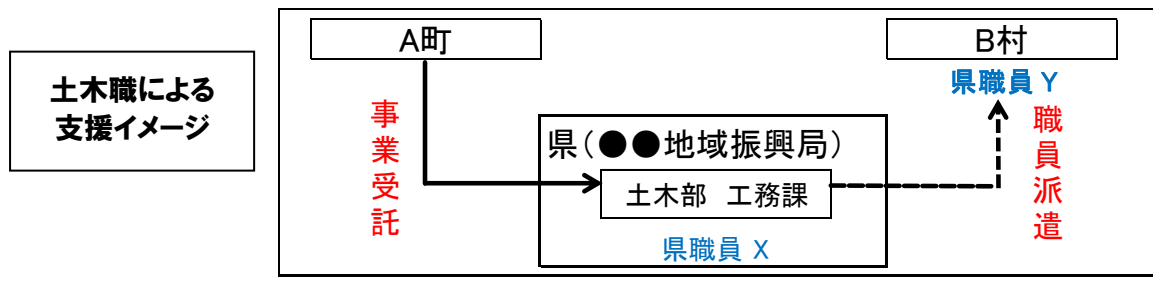 土木職による
支援イメージ
A町
B村
県職員 Y
事業受託
職員派遣
県(●●地域振興局)
土木部 工務課
県職員 X